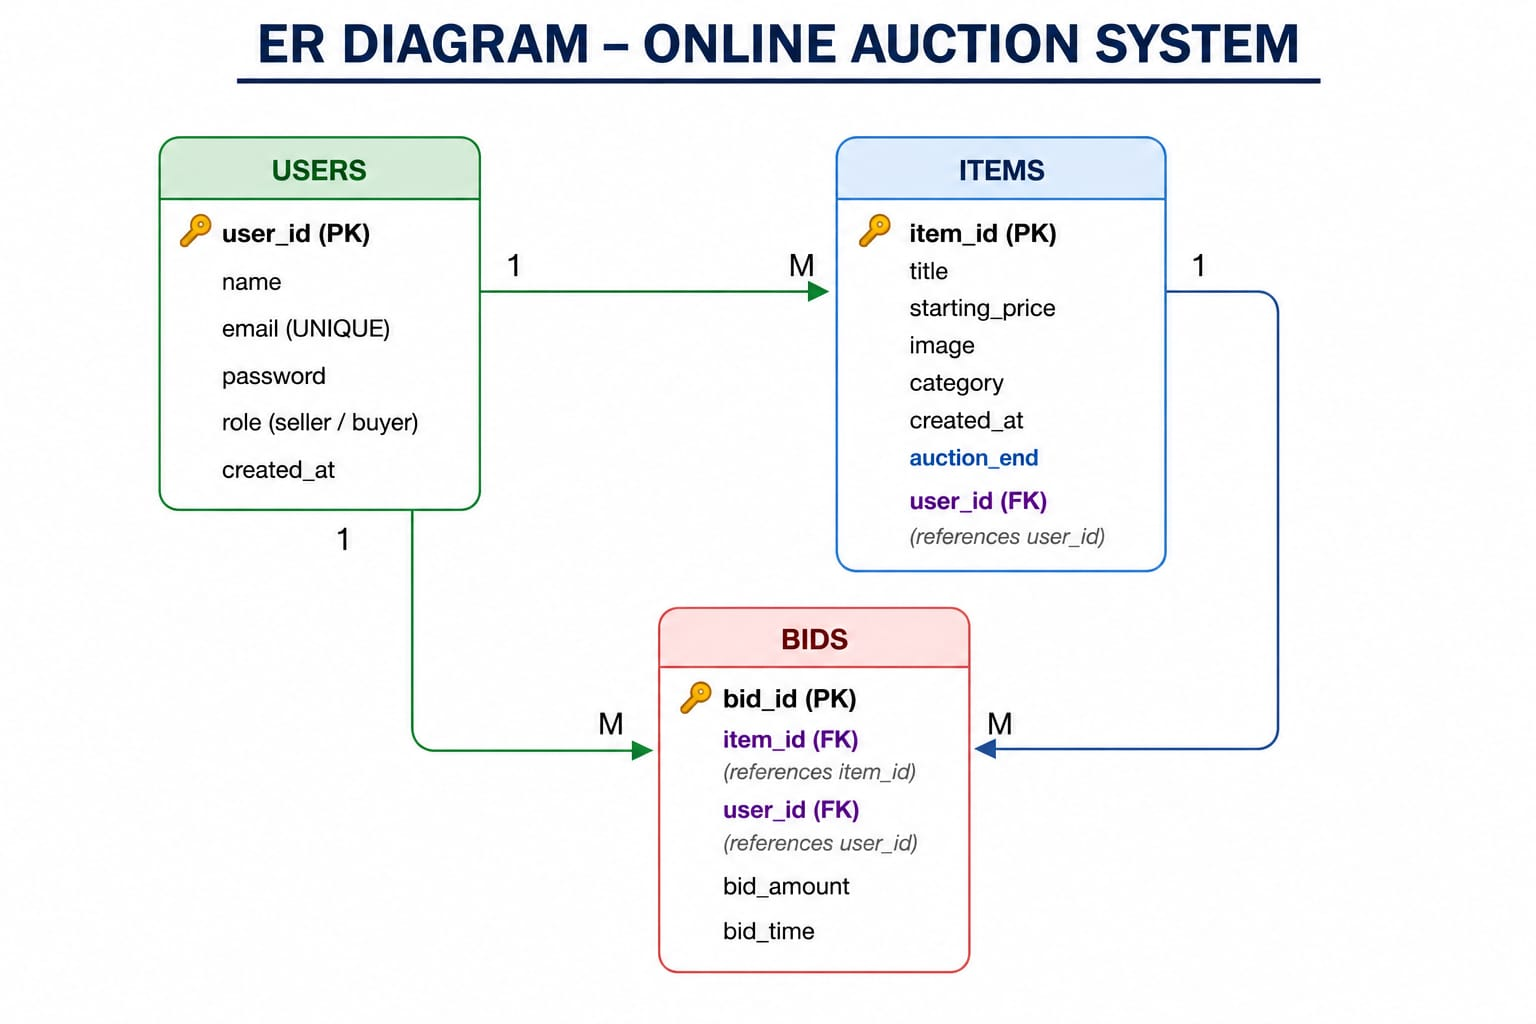 ER DIAGRAM – ONLINE AUCTION SYSTEM
USERS
user_id (PK)
name
email (UNIQUE)
password
role (seller / buyer)
created_at
1
M
ITEMS
item_id (PK)
title
starting_price
image
category
created_at
auction_end
user_id (FK)
(references user_id)
1
1
M
BIDS
bid_id (PK)
item_id (FK)
(references item_id)
user_id (FK)
(references user_id)
bid_amount
bid_time
M